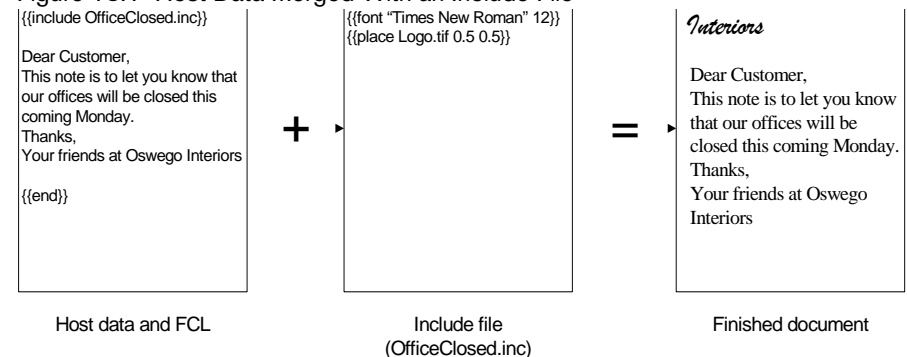 {{include OfficeClosed.inc}}
Dear Customer,
This note is to let you know that
our offices will be closed this
coming Monday.
Thanks,
Your friends at Oswego Interiors
{{end}}
+
{{font “Times New Roman” 12}}
{{place Logo.tif 0.5 0.5}}
=
Interiors
Dear Customer,
This note is to let you know
that our offices will be
closed this coming Monday.
Thanks,
Your friends at Oswego
Interiors
Host data and FCL
Include file
(OfficeClosed.inc)
Finished document